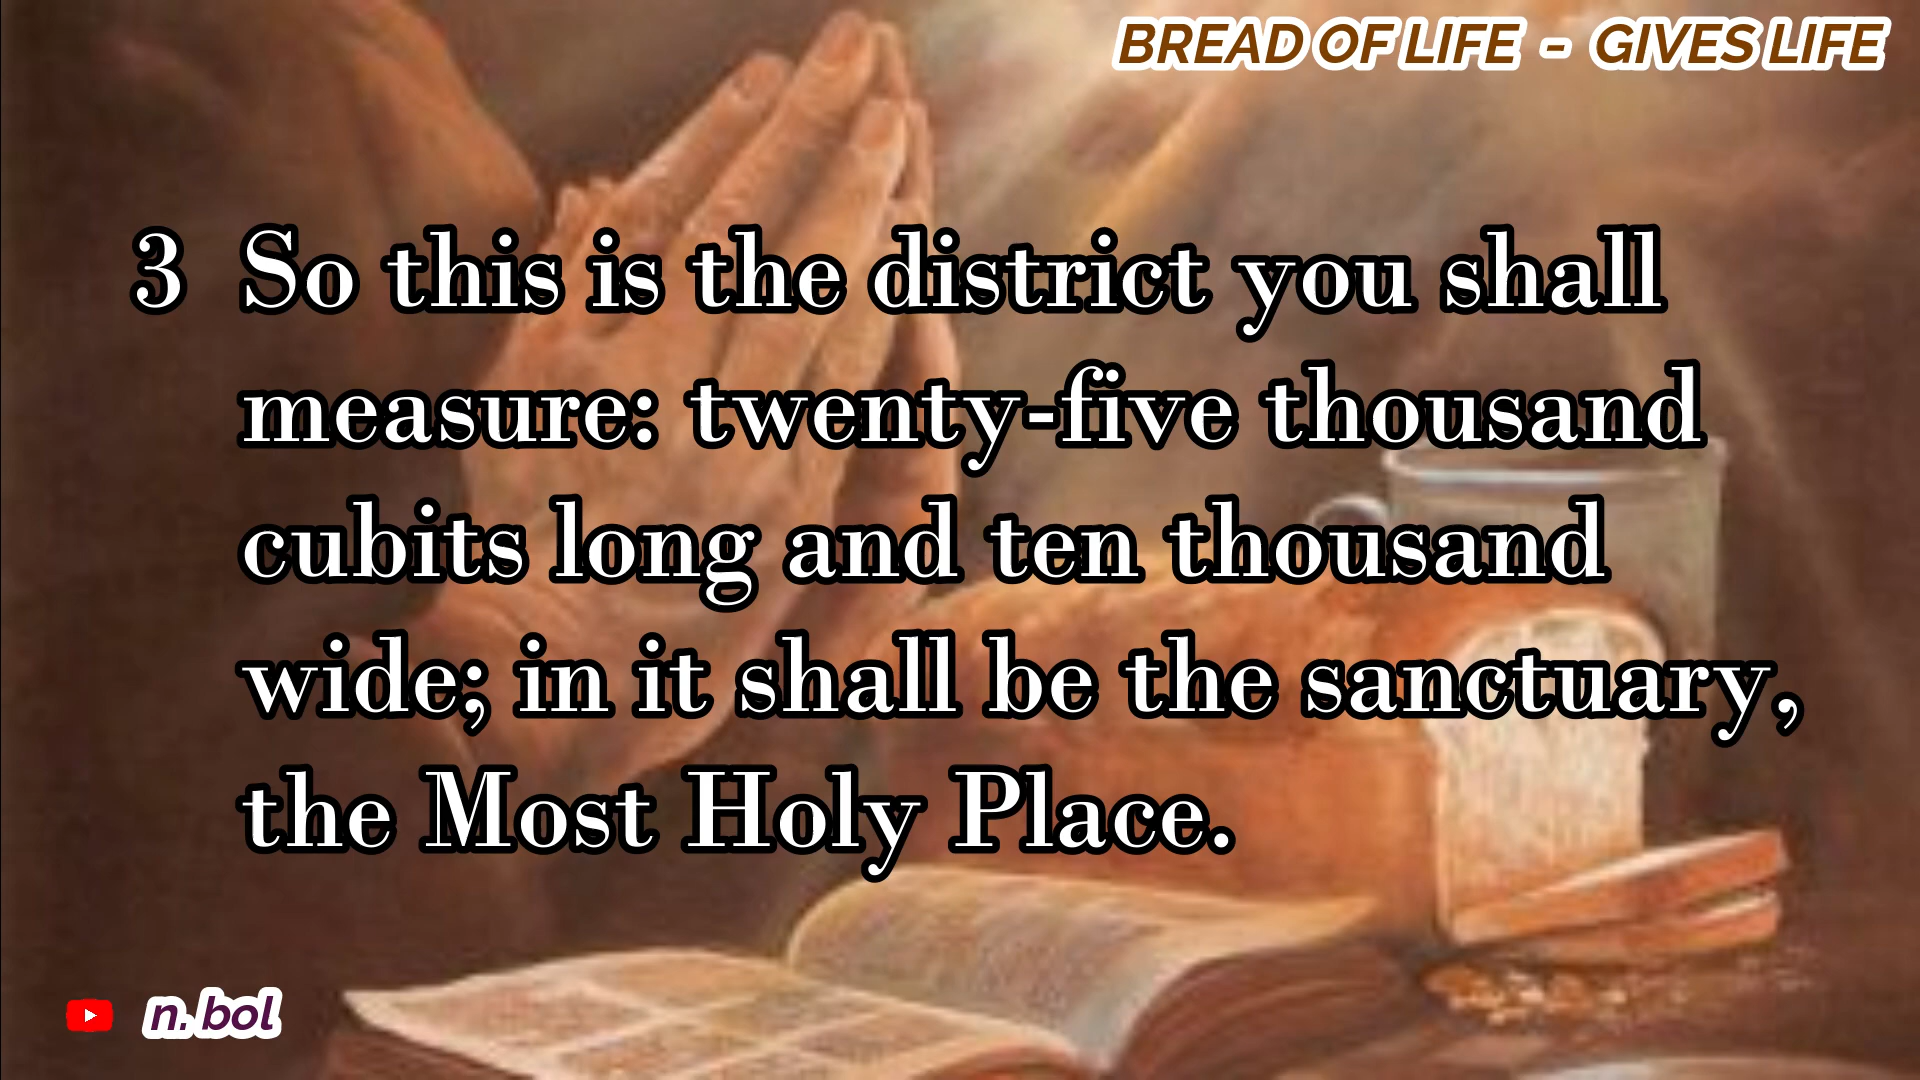 BREAD OF LIFE - GIVES LIFE
3 So this is the district you shall
measure: twenty-five thousand
cubits long and ten thousand
wide; in it shall be the sanctuary,
the Most Holy Place.
n. bol